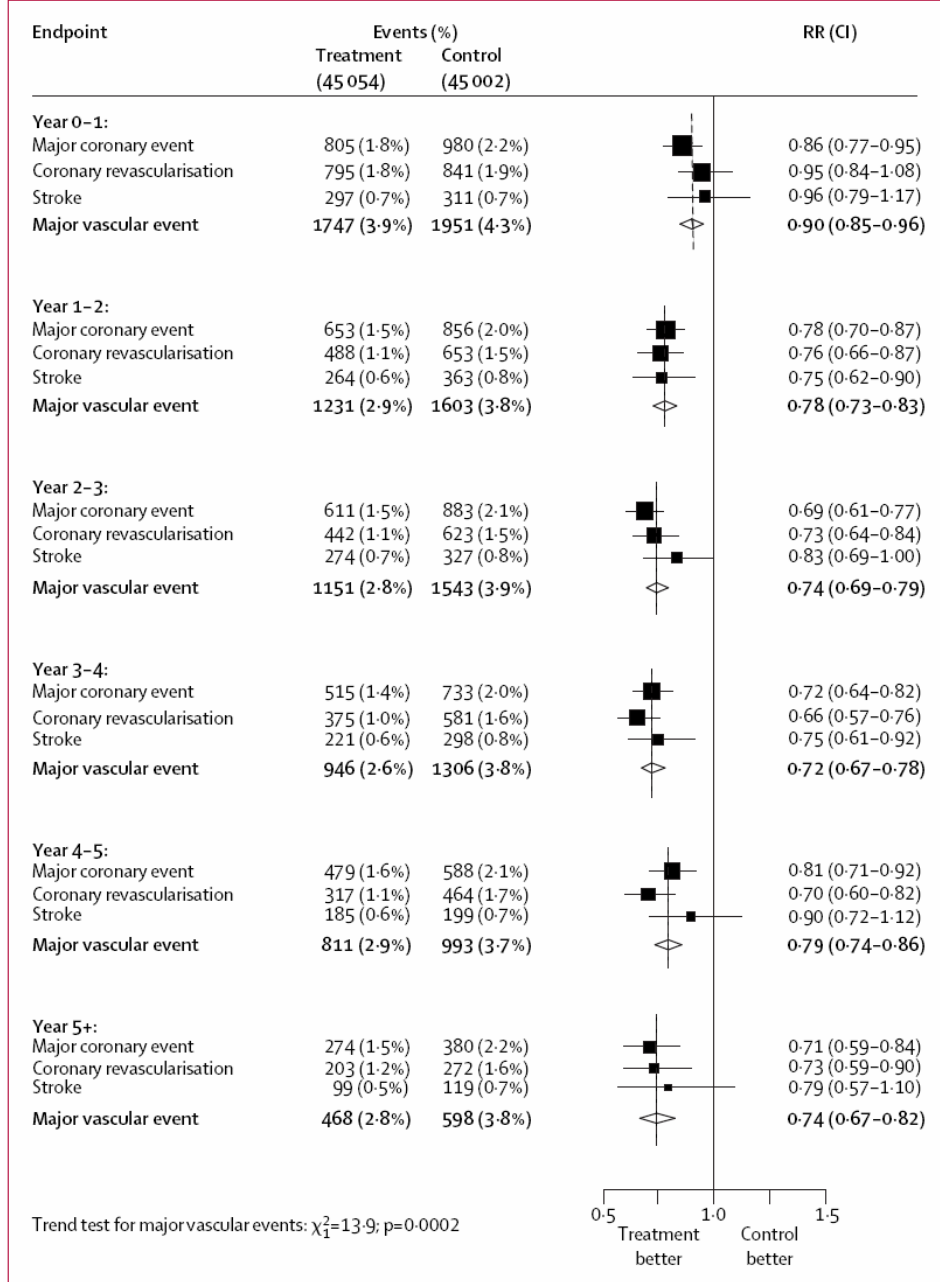 Endpoint Events (%) RR (CI)
Treatment Control
(45 054) (45 002)
Year 0–1:
Major coronary event 805 (1·8%) 980 (2·2%) 0·86 (0·77–0·95)
Coronary revascularisation 795 (1·8%) 841 (1·9%) 0·95 (0·84–1·08)
Stroke 297 (0·7%) 311 (0·7%) 0·96 (0·79–1·17)
Major vascular event 1747 (3·9%) 1951 (4·3%) 0·90 (0·85–0·96)
Year 1–2:
Major coronary event 653 (1·5%) 856 (2·0%) 0·78 (0·70–0·87)
Coronary revascularisation 488 (1·1%) 653 (1·5%) 0·76 (0·66–0·87)
Stroke 264 (0·6%) 363 (0·8%) 0·75 (0·62–0·90)
Major vascular event 1231 (2·9%) 1603 (3·8%) 0·78 (0·73–0·83)
Year 2–3:
Major coronary event 611 (1·5%) 883 (2·1%) 0·69 (0·61–0·77)
Coronary revascularisation 442 (1·1%) 623 (1·5%) 0·73 (0·64–0·84)
Stroke 274 (0·7%) 327 (0·8%) 0·83 (0·69–1·00)
Major vascular event 1151 (2·8%) 1543 (3·9%) 0·74 (0·69–0·79)
Year 3–4:
Major coronary event 515 (1·4%) 733 (2·0%) 0·72 (0·64–0·82)
Coronary revascularisation 375 (1·0%) 581 (1·6%) 0·66 (0·57–0·76)
Stroke 221 (0·6%) 298 (0·8%) 0·75 (0·61–0·92)
Major vascular event 946 (2·6%) 1306 (3·8%) 0·72 (0·67–0·78)
Year 4–5:
Major coronary event 479 (1·6%) 588 (2·1%) 0·81 (0·71–0·92)
Coronary revascularisation 317 (1·1%) 464 (1·7%) 0·70 (0·60–0·82)
Stroke 185 (0·6%) 199 (0·7%) 0·90 (0·72–1·12)
Major vascular event 811 (2·9%) 993 (3·7%) 0·79 (0·74–0·86)
Year 5+:
Major coronary event 274 (1·5%) 380 (2·2%) 0·71 (0·59–0·84)
Coronary revascularisation 203 (1·2%) 272 (1·6%) 0·73 (0·59–0·90)
Stroke 99 (0·5%) 119 (0·7%) 0·79 (0·57–1·10)
Major vascular event 468 (2·8%) 598 (3·8%) 0·74 (0·67–0·82)
0·5 1·0 1·5
Trend test for major vascular events: χ²₁=13·9; p=0·0002
Treatment Control
better better